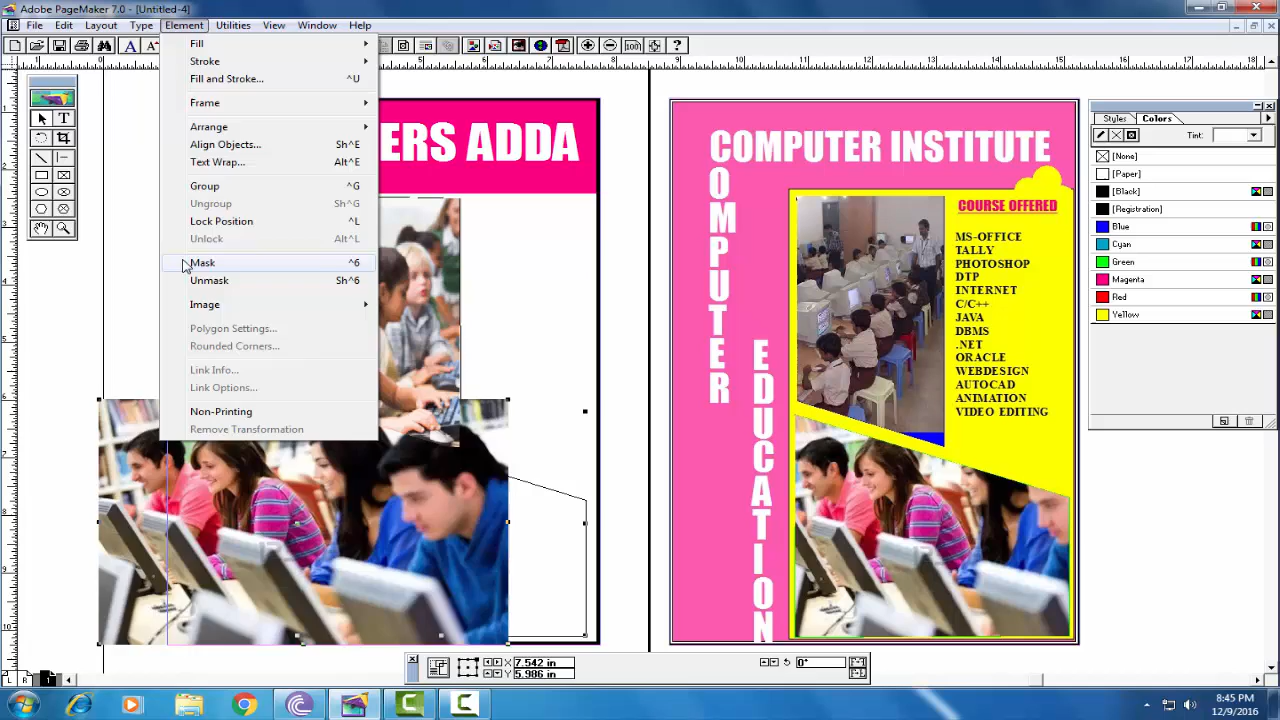 Adobe PageMaker 7.0 - [Untitled-4]
File Edit Layout Type Element Utilities View Window Help
Fill
Stroke
Fill and Stroke... ^U
Frame
Arrange
Align Objects... Sh^E
Text Wrap... Alt^E
Group ^G
Ungroup Sh^G
Lock Position ^L
Unlock Alt^L
Mask ^6
Unmask Sh^6
Image
Polygon Settings...
Rounded Corners...
Link Info...
Link Options...
Non-Printing
Remove Transformation
ERS ADDA
COMPUTER INSTITUTE
COMPUTER
EDUCATION
COURSE OFFERED
MS-OFFICE
TALLY
PHOTOSHOP
DTP
INTERNET
C/C++
JAVA
DBMS
.NET
ORACLE
WEBDESIGN
AUTOCAD
ANIMATION
VIDEO EDITING
Styles Colors
Tint:
[None]
[Paper]
[Black]
[Registration]
Blue
Cyan
Green
Magenta
Red
Yellow
X 7.542 in
Y 5.986 in
0°
L R 1
8:45 PM
12/9/2016